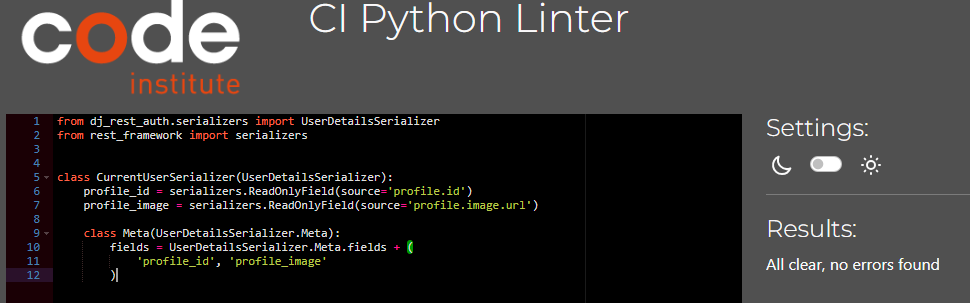 code
institute
CI Python Linter
1 from dj_rest_auth.serializers import UserDetailsSerializer
2 from rest_framework import serializers
3
4
5 class CurrentUserSerializer(UserDetailsSerializer):
6     profile_id = serializers.ReadOnlyField(source='profile.id')
7     profile_image = serializers.ReadOnlyField(source='profile.image.url')
8
9     class Meta(UserDetailsSerializer.Meta):
10         fields = UserDetailsSerializer.Meta.fields + (
11             'profile_id', 'profile_image'
12         )
Settings:
Results:
All clear, no errors found